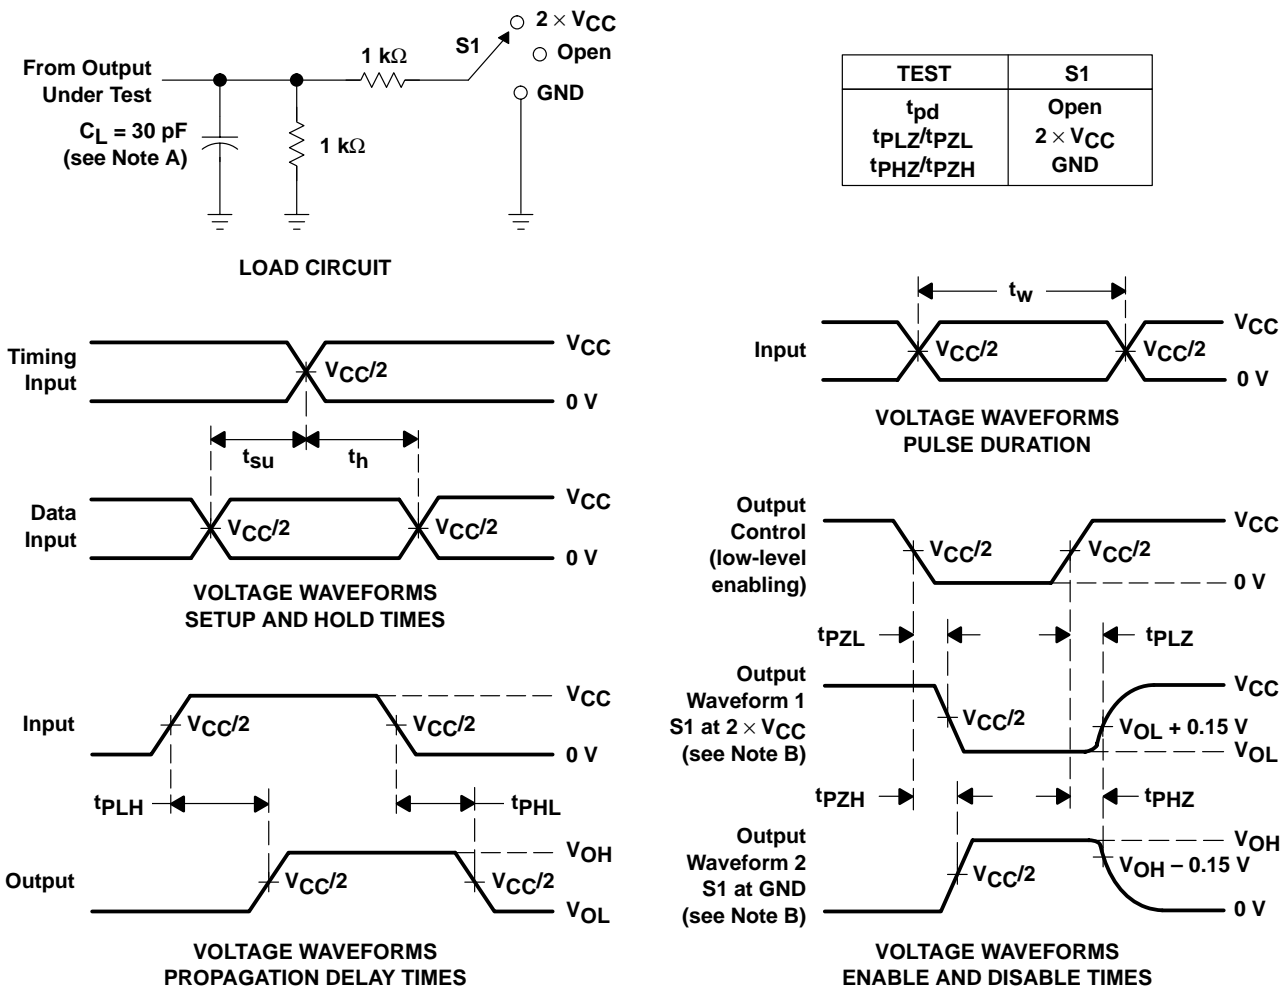 From Output
Under Test
C_L = 30 pF
(see Note A)
1 kΩ
1 kΩ
S1
2 × V_CC
Open
GND
LOAD CIRCUIT
TEST S1
t_pd Open
t_PLZ/t_PZL 2 × V_CC
t_PHZ/t_PZH GND
Timing
Input
V_CC/2
V_CC
0 V
t_su
t_h
Data
Input
V_CC/2
V_CC/2
V_CC
0 V
VOLTAGE WAVEFORMS
SETUP AND HOLD TIMES
t_w
Input
V_CC/2
V_CC/2
V_CC
0 V
VOLTAGE WAVEFORMS
PULSE DURATION
Input
V_CC/2
V_CC/2
V_CC
0 V
t_PLH
t_PHL
Output
V_CC/2
V_CC/2
V_OH
V_OL
VOLTAGE WAVEFORMS
PROPAGATION DELAY TIMES
Output
Control
(low-level
enabling)
V_CC/2
V_CC/2
V_CC
0 V
t_PZL
t_PLZ
Output
Waveform 1
S1 at 2 × V_CC
(see Note B)
V_CC/2
V_CC
V_OL + 0.15 V
V_OL
t_PZH
t_PHZ
Output
Waveform 2
S1 at GND
(see Note B)
V_CC/2
V_OH
V_OH – 0.15 V
0 V
VOLTAGE WAVEFORMS
ENABLE AND DISABLE TIMES